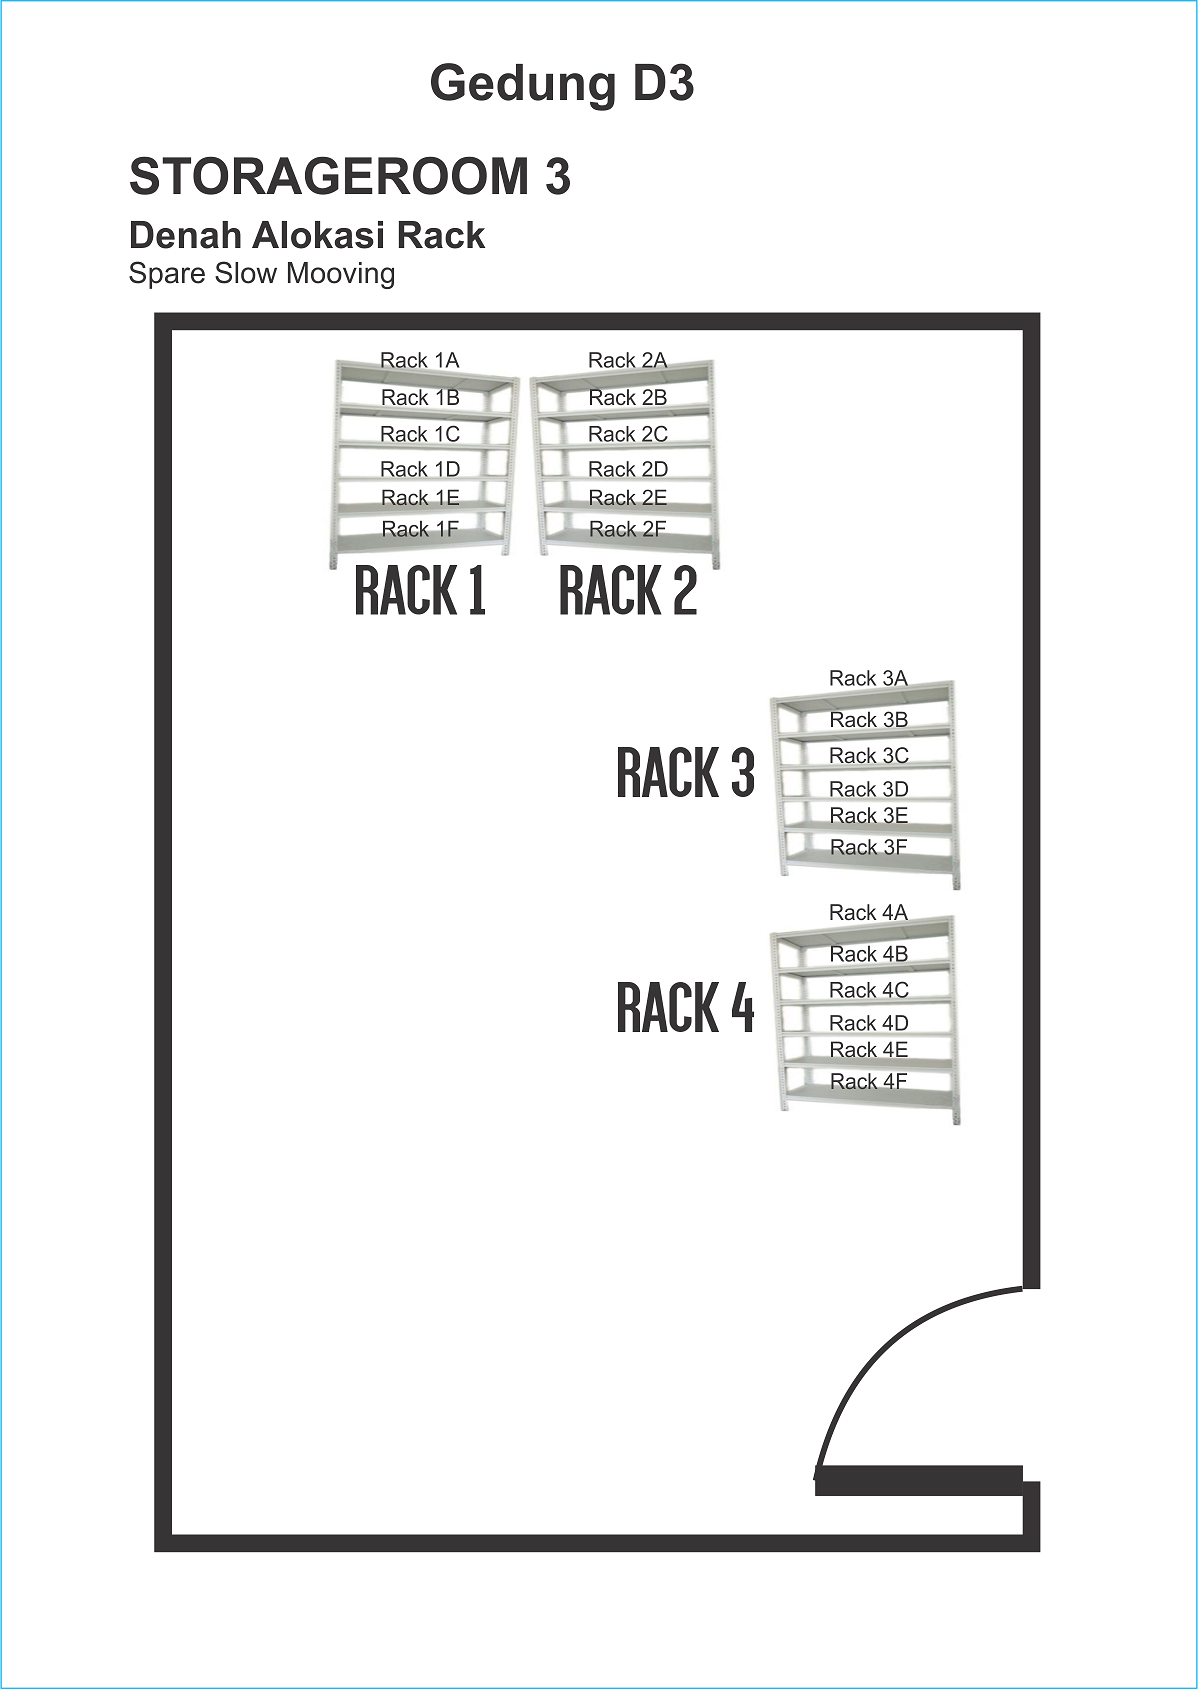 Gedung D3
STORAGEROOM 3
Denah Alokasi Rack
Spare Slow Mooving
Rack 1A
Rack 1B
Rack 1C
Rack 1D
Rack 1E
Rack 1F
RACK 1
Rack 2A
Rack 2B
Rack 2C
Rack 2D
Rack 2E
Rack 2F
RACK 2
RACK 3
Rack 3A
Rack 3B
Rack 3C
Rack 3D
Rack 3E
Rack 3F
RACK 4
Rack 4A
Rack 4B
Rack 4C
Rack 4D
Rack 4E
Rack 4F